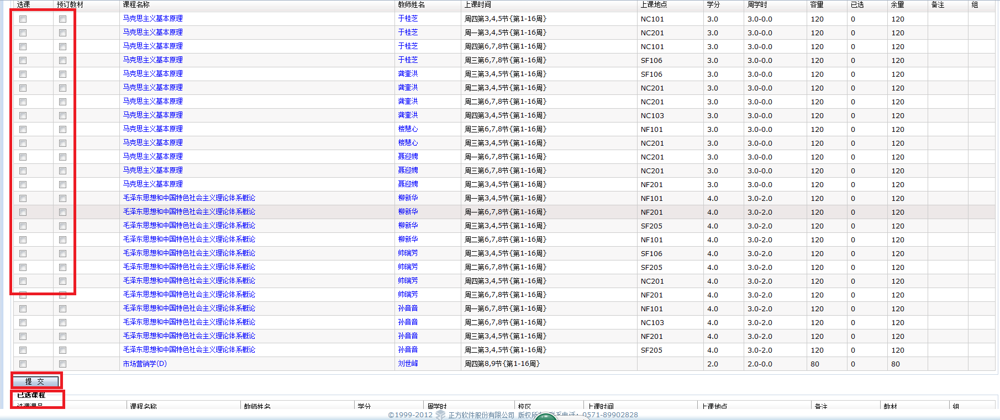 选课 预订教材 课程名称 教师姓名 上课时间 上课地点 学分 周学时 容量 已选 余量 备注 组
马克思主义基本原理 于桂芝 周四第3,4,5节{第1-16周} NC101 3.0 3.0-0.0 120 0 120
马克思主义基本原理 于桂芝 周一第3,4,5节{第1-16周} NC201 3.0 3.0-0.0 120 0 120
马克思主义基本原理 于桂芝 周四第6,7,8节{第1-16周} NC101 3.0 3.0-0.0 120 0 120
马克思主义基本原理 于桂芝 周三第6,7,8节{第1-16周} SF106 3.0 3.0-0.0 120 0 120
马克思主义基本原理 龚奎洪 周三第3,4,5节{第1-16周} SF106 3.0 3.0-0.0 120 0 120
马克思主义基本原理 龚奎洪 周二第3,4,5节{第1-16周} NC201 3.0 3.0-0.0 120 0 120
马克思主义基本原理 龚奎洪 周二第6,7,8节{第1-16周} NC201 3.0 3.0-0.0 120 0 120
马克思主义基本原理 龚奎洪 周四第3,4,5节{第1-16周} NC103 3.0 3.0-0.0 120 0 120
马克思主义基本原理 楼慧心 周三第6,7,8节{第1-16周} NF101 3.0 3.0-0.0 120 0 120
马克思主义基本原理 楼慧心 周三第3,4,5节{第1-16周} NC201 3.0 3.0-0.0 120 0 120
马克思主义基本原理 聂迎娉 周一第6,7,8节{第1-16周} NC201 3.0 3.0-0.0 120 0 120
马克思主义基本原理 聂迎娉 周三第6,7,8节{第1-16周} NC201 3.0 3.0-0.0 120 0 120
马克思主义基本原理 聂迎娉 周二第3,4,5节{第1-16周} NF201 3.0 3.0-0.0 120 0 120
毛泽东思想和中国特色社会主义理论体系概论 柳新华 周一第3,4,5节{第1-16周} NF101 4.0 3.0-2.0 120 0 120
毛泽东思想和中国特色社会主义理论体系概论 柳新华 周一第6,7,8节{第1-16周} NF201 4.0 3.0-2.0 120 0 120
毛泽东思想和中国特色社会主义理论体系概论 柳新华 周三第3,4,5节{第1-16周} SF205 4.0 3.0-2.0 120 0 120
毛泽东思想和中国特色社会主义理论体系概论 柳新华 周二第6,7,8节{第1-16周} NF101 4.0 3.0-2.0 120 0 120
毛泽东思想和中国特色社会主义理论体系概论 帅瑞芳 周二第3,4,5节{第1-16周} SF106 4.0 3.0-2.0 120 0 120
毛泽东思想和中国特色社会主义理论体系概论 帅瑞芳 周二第6,7,8节{第1-16周} SF205 4.0 3.0-2.0 120 0 120
毛泽东思想和中国特色社会主义理论体系概论 帅瑞芳 周四第3,4,5节{第1-16周} NC201 4.0 3.0-2.0 120 0 120
毛泽东思想和中国特色社会主义理论体系概论 帅瑞芳 周三第6,7,8节{第1-16周} NF201 4.0 3.0-2.0 120 0 120
毛泽东思想和中国特色社会主义理论体系概论 孙音音 周一第6,7,8节{第1-16周} NF101 4.0 3.0-2.0 120 0 120
毛泽东思想和中国特色社会主义理论体系概论 孙音音 周二第6,7,8节{第1-16周} NC103 4.0 3.0-2.0 120 0 120
毛泽东思想和中国特色社会主义理论体系概论 孙音音 周三第3,4,5节{第1-16周} NF201 4.0 3.0-2.0 120 0 120
毛泽东思想和中国特色社会主义理论体系概论 孙音音 周二第3,4,5节{第1-16周} SF205 4.0 3.0-2.0 120 0 120
市场营销学(D) 刘世峰 周四第8,9节{第1-16周} 2.0 2.0-0.0 80 0 80
提 交
已选课程
选课课号 课程名称 教师姓名 学分 周学时 校区 上课时间 上课地点 备注 教材 组
©1999-2012 正方软件股份有限公司 版权所有 联系电话：0571-89902828